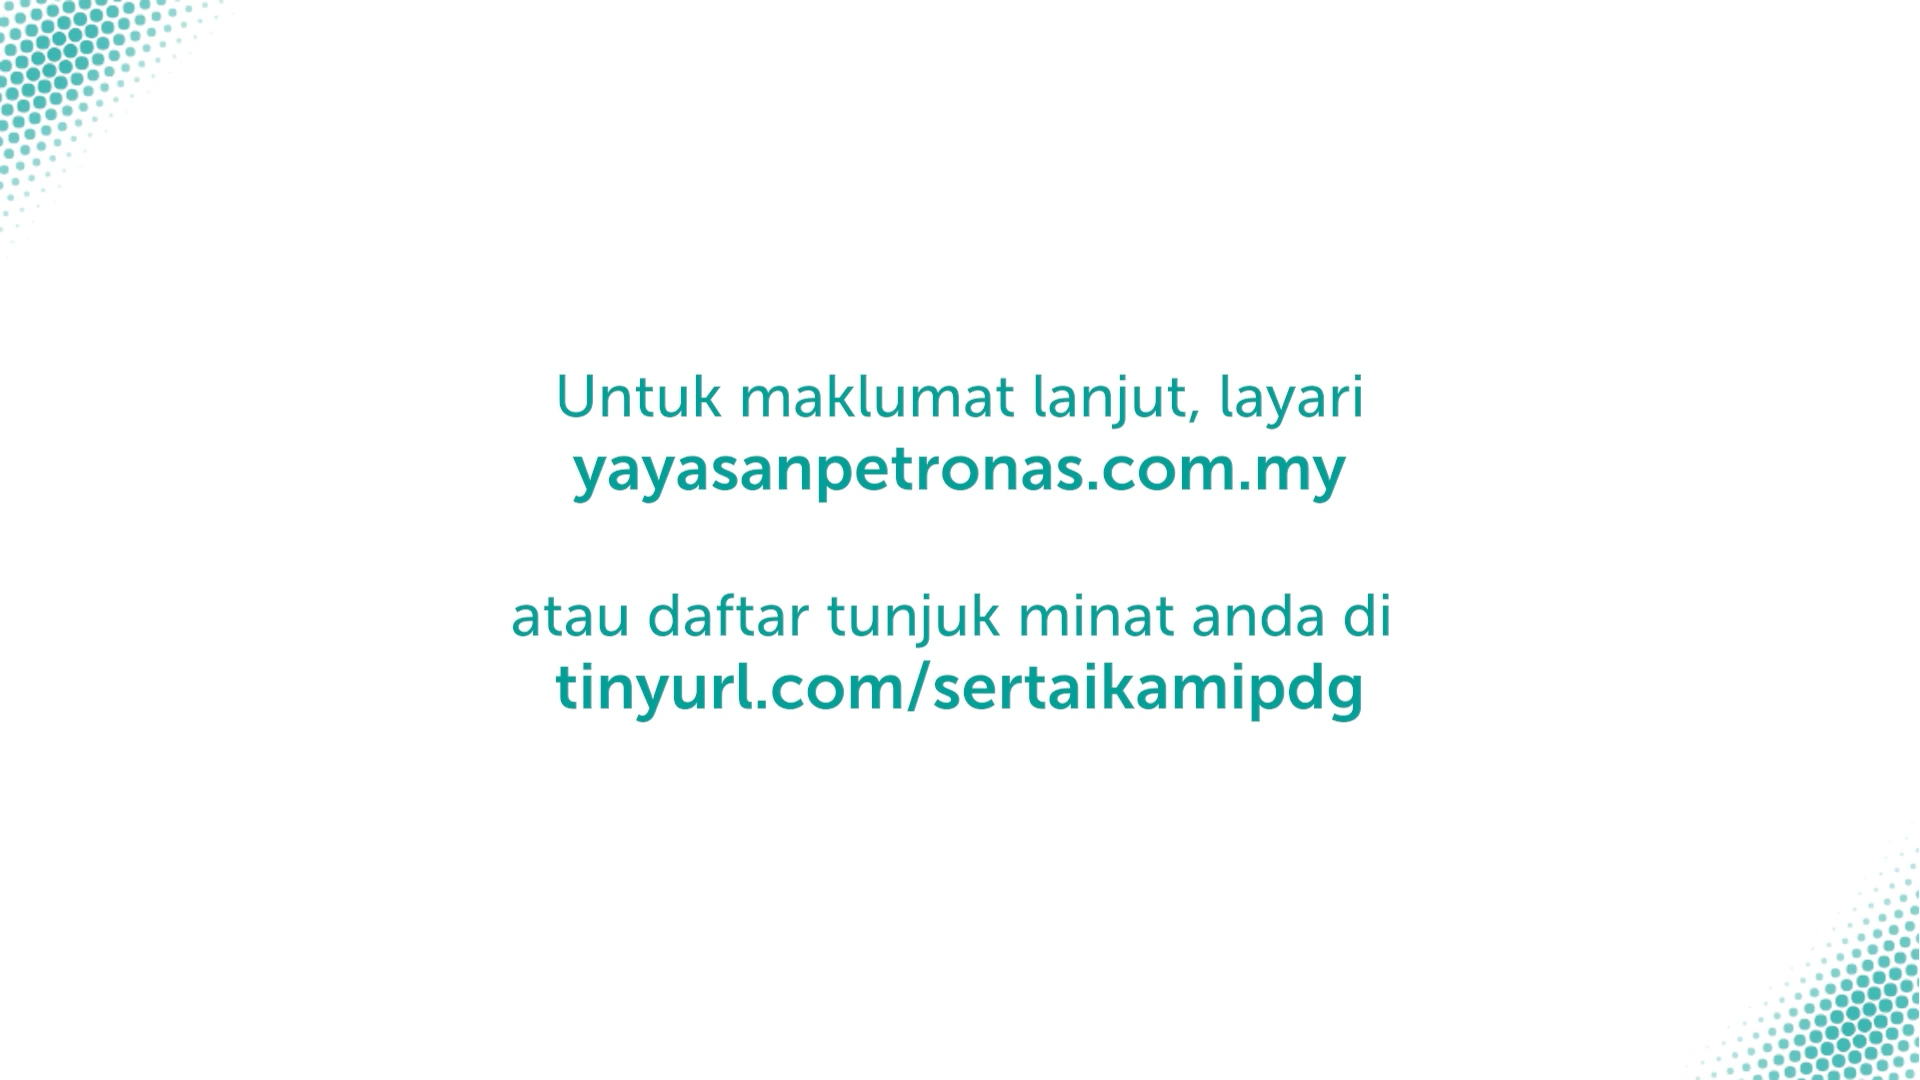 Untuk maklumat lanjut, layari
yayasanpetronas.com.my
atau daftar tunjuk minat anda di
tinyurl.com/sertaikamipdg